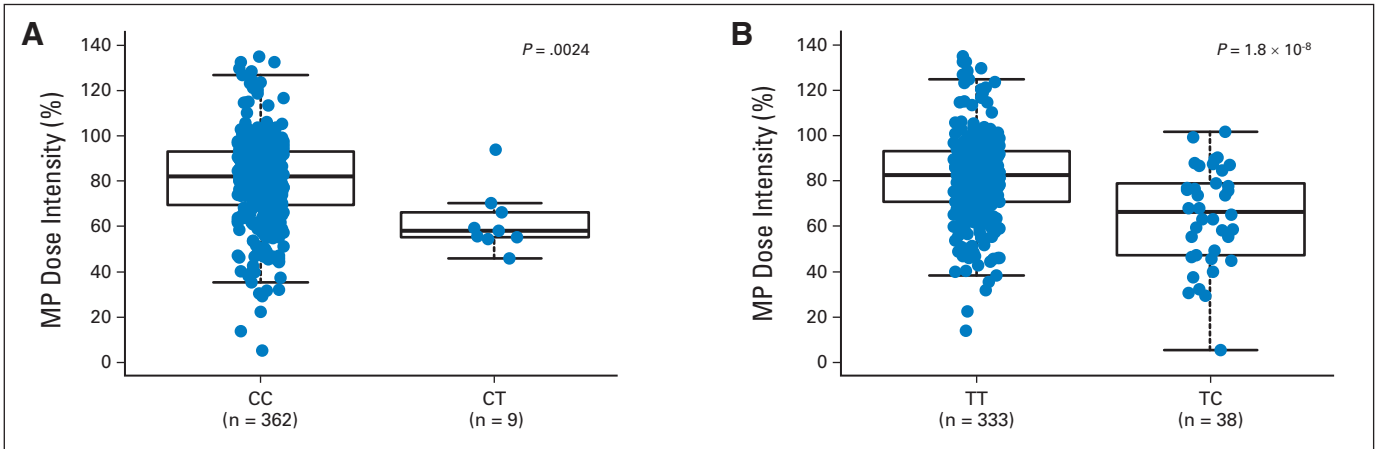 A
P = .0024
MP Dose Intensity (%)
140
120
100
80
60
40
20
0
CC
(n = 362)
CT
(n = 9)
B
P = 1.8 × 10-8
MP Dose Intensity (%)
140
120
100
80
60
40
20
0
TT
(n = 333)
TC
(n = 38)